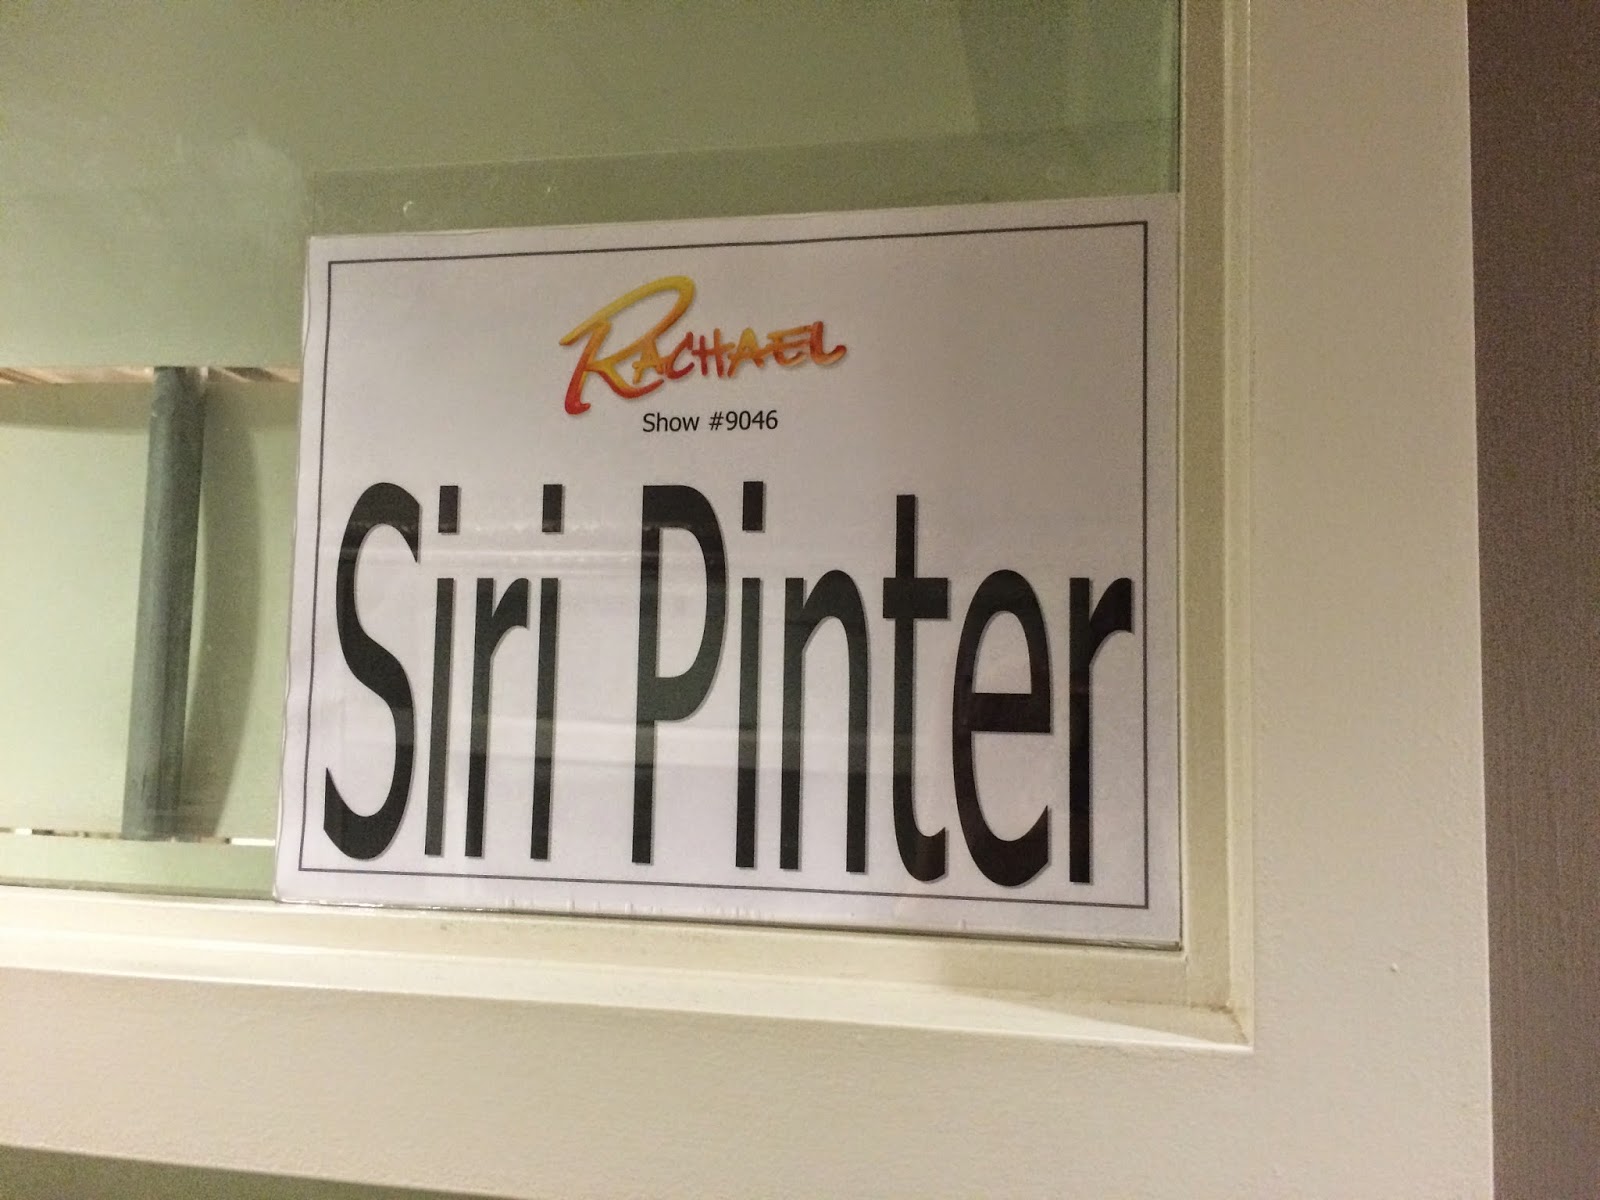 RACHAEL
Show #9046
Siri Pinter